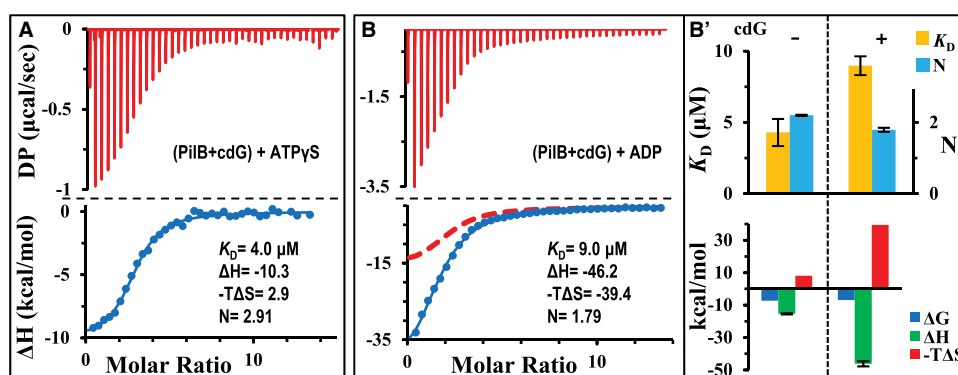 A
DP (µcal/sec)
0
-0.5
-1
(PilB+cdG) + ATPγS
ΔH (kcal/mol)
0
-5
-10
K_D= 4.0 µM
ΔH= -10.3
-TΔS= 2.9
N= 2.91
0
10
Molar Ratio
B
0
-1.5
-3.5
(PilB+cdG) + ADP
-15
-35
K_D= 9.0 µM
ΔH= -46.2
-TΔS= -39.4
N= 1.79
0
10
Molar Ratio
B'
cdG
-
+
K_D
N
K_D (µM)
10
5
0
N
2
0
kcal/mol
30
10
-10
-30
-50
ΔG
ΔH
-TΔS